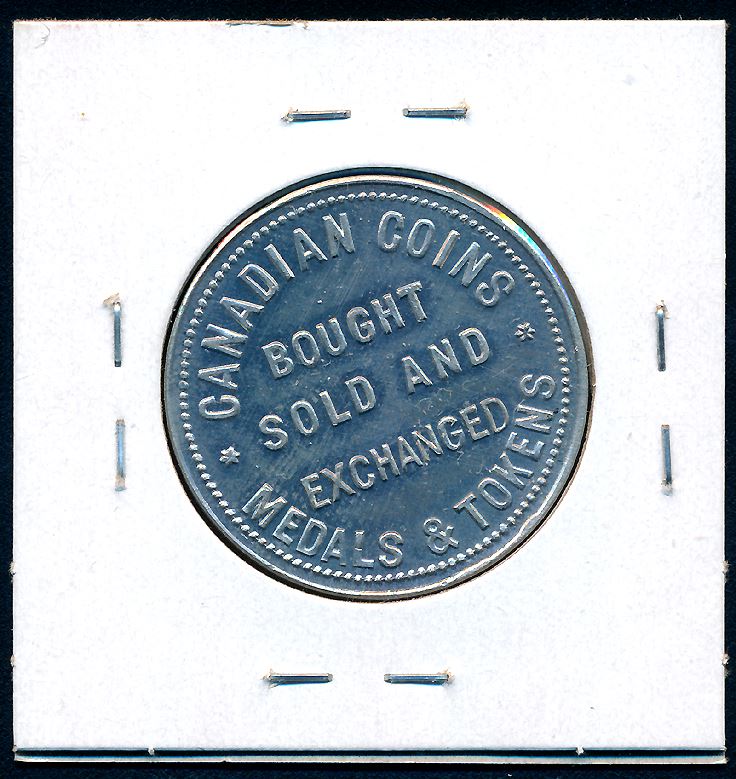 CANADIAN COINS
BOUGHT
SOLD AND
EXCHANGED
MEDALS & TOKENS